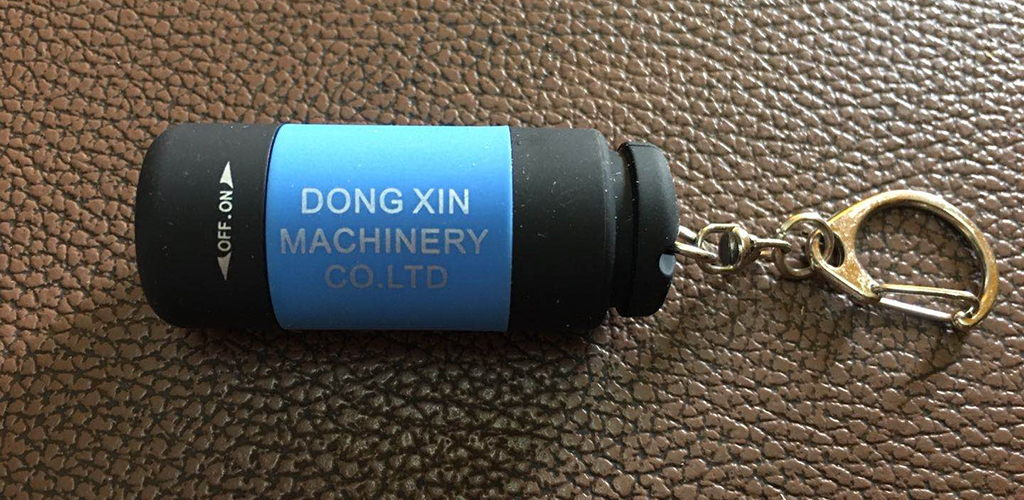 OFF.ON
DONG XIN
MACHINERY
CO.LTD